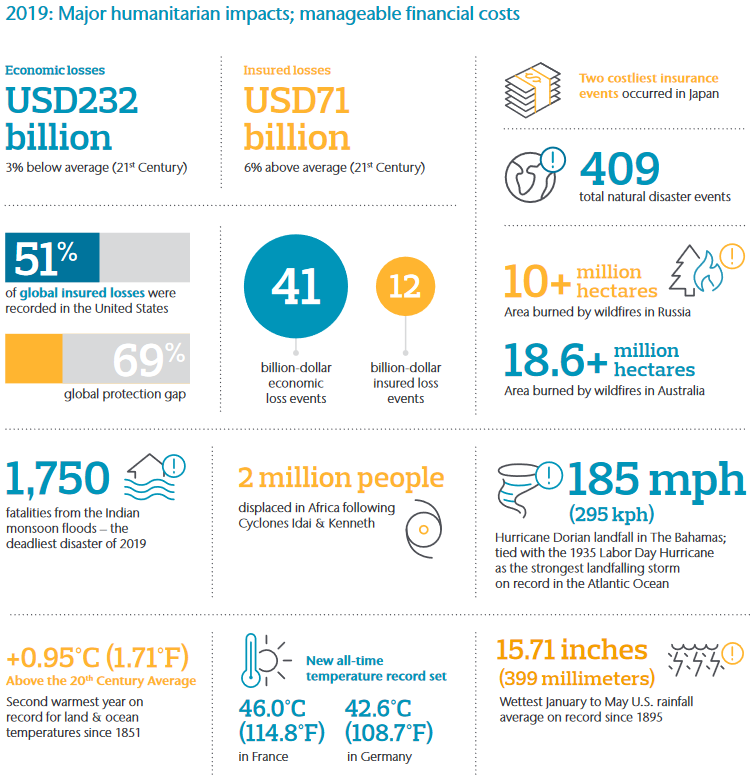 2019: Major humanitarian impacts; manageable financial costs
Economic losses
USD232
billion
3% below average (21st Century)
Insured losses
USD71
billion
6% above average (21st Century)
Two costliest insurance
events occurred in Japan
409
total natural disaster events
51%
of global insured losses were
recorded in the United States
69%
global protection gap
41
billion-dollar
economic
loss events
12
billion-dollar
insured loss
events
10+ million
hectares
Area burned by wildfires in Russia
18.6+ million
hectares
Area burned by wildfires in Australia
1,750
fatalities from the Indian
monsoon floods – the
deadliest disaster of 2019
2 million people
displaced in Africa following
Cyclones Idai & Kenneth
185 mph
(295 kph)
Hurricane Dorian landfall in The Bahamas;
tied with the 1935 Labor Day Hurricane
as the strongest landfalling storm
on record in the Atlantic Ocean
+0.95°C (1.71°F)
Above the 20th Century Average
Second warmest year on
record for land & ocean
temperatures since 1851
New all-time
temperature record set
46.0°C
(114.8°F)
in France
42.6°C
(108.7°F)
in Germany
15.71 inches
(399 millimeters)
Wettest January to May U.S. rainfall
average on record since 1895